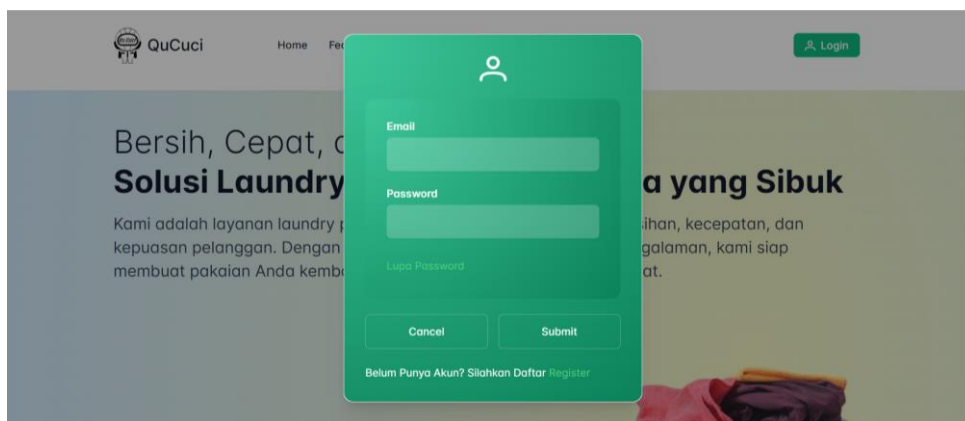 QuCuci
Home Fe
Login
Bersih, Cepat,
Solusi Laundry a yang Sibuk
Kami adalah layanan laundry ihan, kecepatan, dan
kepuasan pelanggan. Dengan galaman, kami siap
membuat pakaian Anda kemb at.
Email
Password
Lupa Password
Cancel Submit
Belum Punya Akun? Silahkan Daftar Register